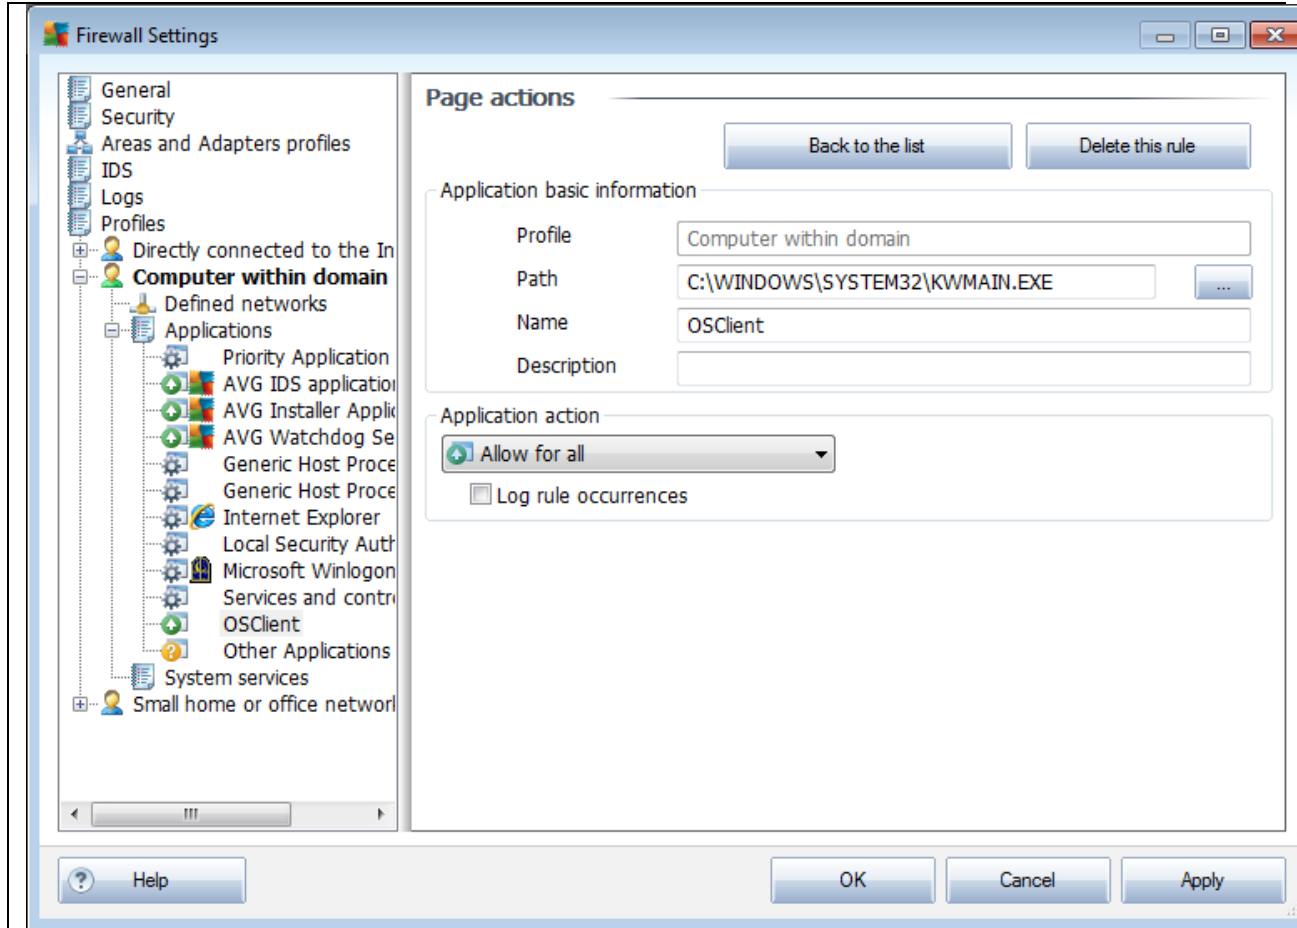 Firewall Settings
General
Security
Areas and Adapters profiles
IDS
Logs
Profiles
Directly connected to the In
Computer within domain
Defined networks
Applications
Priority Application
AVG IDS application
AVG Installer Applic
AVG Watchdog Se
Generic Host Proce
Generic Host Proce
Internet Explorer
Local Security Auth
Microsoft Winlogon
Services and contro
OSClient
Other Applications
System services
Small home or office network
Page actions
Back to the list
Delete this rule
Application basic information
Profile
Computer within domain
Path
C:\WINDOWS\SYSTEM32\KWMAIN.EXE
...
Name
OSClient
Description
Application action
Allow for all
Log rule occurrences
? Help
OK
Cancel
Apply